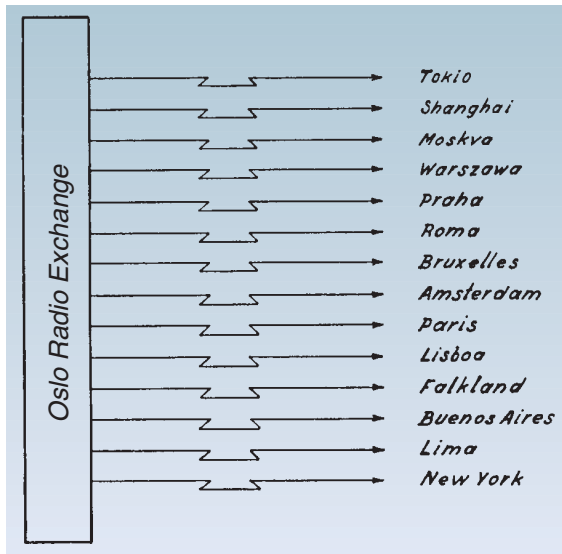 Oslo Radio Exchange
Tokio
Shanghai
Moskva
Warszawa
Praha
Roma
Bruxelles
Amsterdam
Paris
Lisboa
Falkland
Buenos Aires
Lima
New York